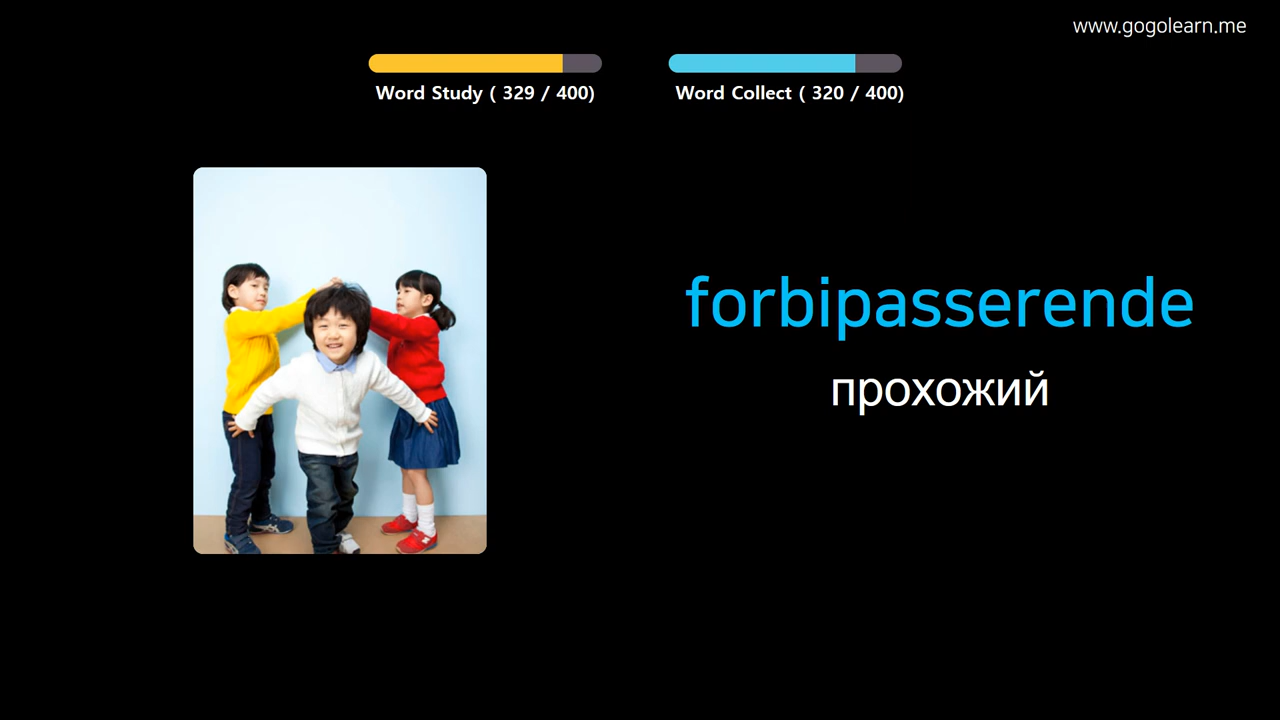 www.gogolearn.me
Word Study ( 329 / 400)
Word Collect ( 320 / 400)
forbipasserende
прохожий